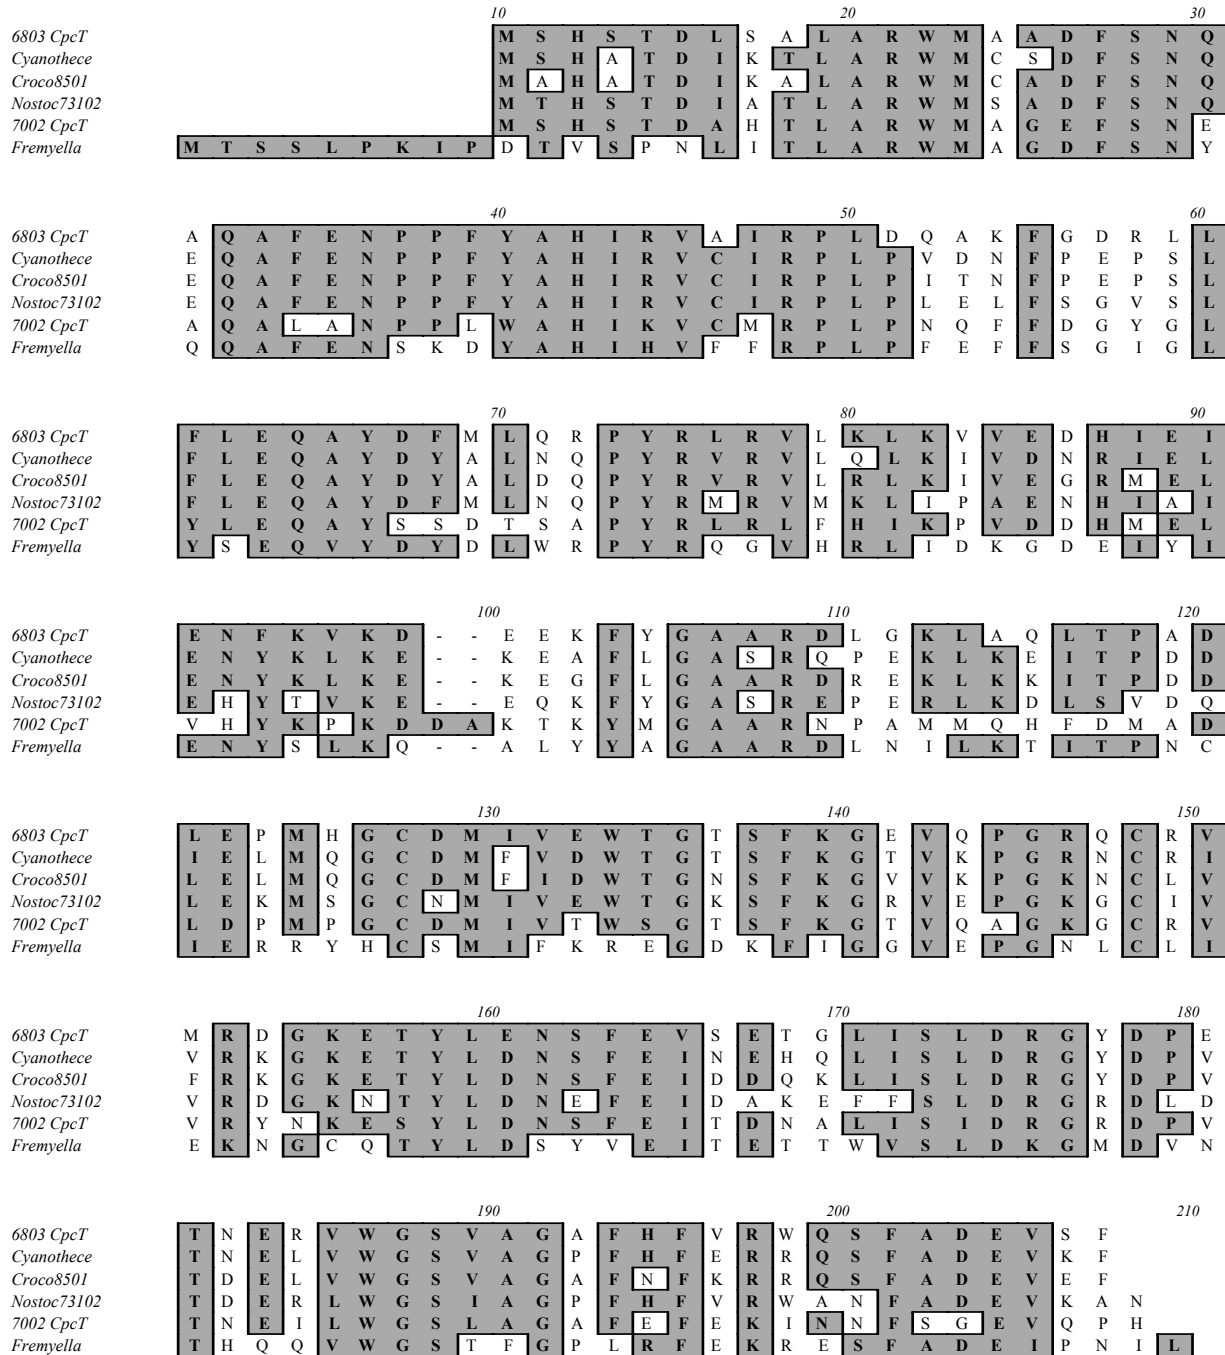 10 20 30
6803 CpcT M S H S T D L S A L A R W M A A D F S N Q
Cyanothece M S H A T D I K T L A R W M C S D F S N Q
Croco8501 M A H A T D I K A L A R W M C A D F S N Q
Nostoc73102 M T H S T D I A T L A R W M S A D F S N Q
7002 CpcT M S H S T D A H T L A R W M A G E F S N E
Fremyella M T S S L P K I P D T V S P N L I T L A R W M A G D F S N Y
40 50 60
6803 CpcT A Q A F E N P P F Y A H I R V A I R P L D Q A K F G D R L L
Cyanothece E Q A F E N P P F Y A H I R V C I R P L P V D N F P E P S L
Croco8501 E Q A F E N P P F Y A H I R V C I R P L P I T N F P E P S L
Nostoc73102 E Q A F E N P P F Y A H I R V C I R P L P L E L F S G V S L
7002 CpcT A Q A L A N P P L W A H I K V C M R P L P N Q F F D G Y G L
Fremyella Q Q A F E N S K D Y A H I H V F F R P L P F E F F S G I G L
70 80 90
6803 CpcT F L E Q A Y D F M L Q R P Y R L R V L K L K V V E D H I E I
Cyanothece F L E Q A Y D Y A L N Q P Y R V R V L Q L K I V D N R I E L
Croco8501 F L E Q A Y D Y A L D Q P Y R V R V L R L K I V E G R M E L
Nostoc73102 F L E Q A Y D F M L N Q P Y R M R V M K L I P A E N H I A I
7002 CpcT Y L E Q A Y S S D T S A P Y R L R L F H I K P V D D H M E L
Fremyella Y S E Q V Y D Y D L W R P Y R Q G V H R L I D K G D E I Y I
100 110 120
6803 CpcT E N F K V K D - - E E K F Y G A A R D L G K L A Q L T P A D
Cyanothece E N Y K L K E - - K E A F L G A S R Q P E K L K E I T P D D
Croco8501 E N Y K L K E - - K E G F L G A A R D R E K L K K I T P D D
Nostoc73102 E H Y T V K E - - E Q K F Y G A S R E P E R L K D L S V D Q
7002 CpcT V H Y K P K D D A K T K Y M G A A R N P A M M Q H F D M A D
Fremyella E N Y S L K Q - - A L Y Y A G A A R D L N I L K T I T P N C
130 140 150
6803 CpcT L E P M H G C D M I V E W T G T S F K G E V Q P G R Q C R V
Cyanothece I E L M Q G C D M F V D W T G T S F K G T V K P G R N C R I
Croco8501 L E L M Q G C D M F I D W T G N S F K G V V K P G K N C L V
Nostoc73102 L E K M S G C N M I V E W T G K S F K G R V E P G K G C I V
7002 CpcT L D P M P G C D M I V T W S G T S F K G T V Q A G K G C R V
Fremyella I E R R Y H C S M I F K R E G D K F I G G V E P G N L C L I
160 170 180
6803 CpcT M R D G K E T Y L E N S F E V S E T G L I S L D R G Y D P E
Cyanothece V R K G K E T Y L D N S F E I N E H Q L I S L D R G Y D P V
Croco8501 F R K G K E T Y L D N S F E I D D Q K L I S L D R G Y D P V
Nostoc73102 V R D G K N T Y L D N E F E I D A K E F F S L D R G R D L D
7002 CpcT V R Y N K E S Y L D N S F E I T D N A L I S I D R G R D P V
Fremyella E K N G C Q T Y L D S Y V E I T E T T W V S L D K G M D V N
190 200 210
6803 CpcT T N E R V W G S V A G A F H F V R W Q S F A D E V S F
Cyanothece T N E L V W G S V A G P F H F E R R Q S F A D E V K F
Croco8501 T D E L V W G S V A G A F N F K R R Q S F A D E V E F
Nostoc73102 T D E R L W G S I A G P F H F V R W A N F A D E V K A N
7002 CpcT T N E I L W G S L A G A F E F E K I N N F S G E V Q P H
Fremyella T H Q Q V W G S T F G P L R F E K R E S F A D E I P N I L